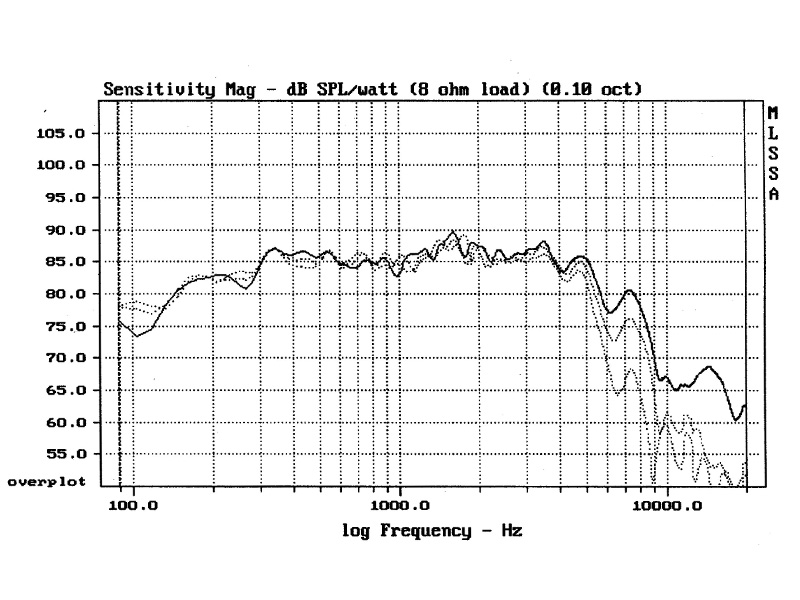 Sensitivity Mag - dB SPL/watt (8 ohm load) (0.10 oct)
MLSSA
105.0
100.0
95.0
90.0
85.0
80.0
75.0
70.0
65.0
60.0
55.0
overplot
100.0 1000.0 10000.0
log Frequency - Hz